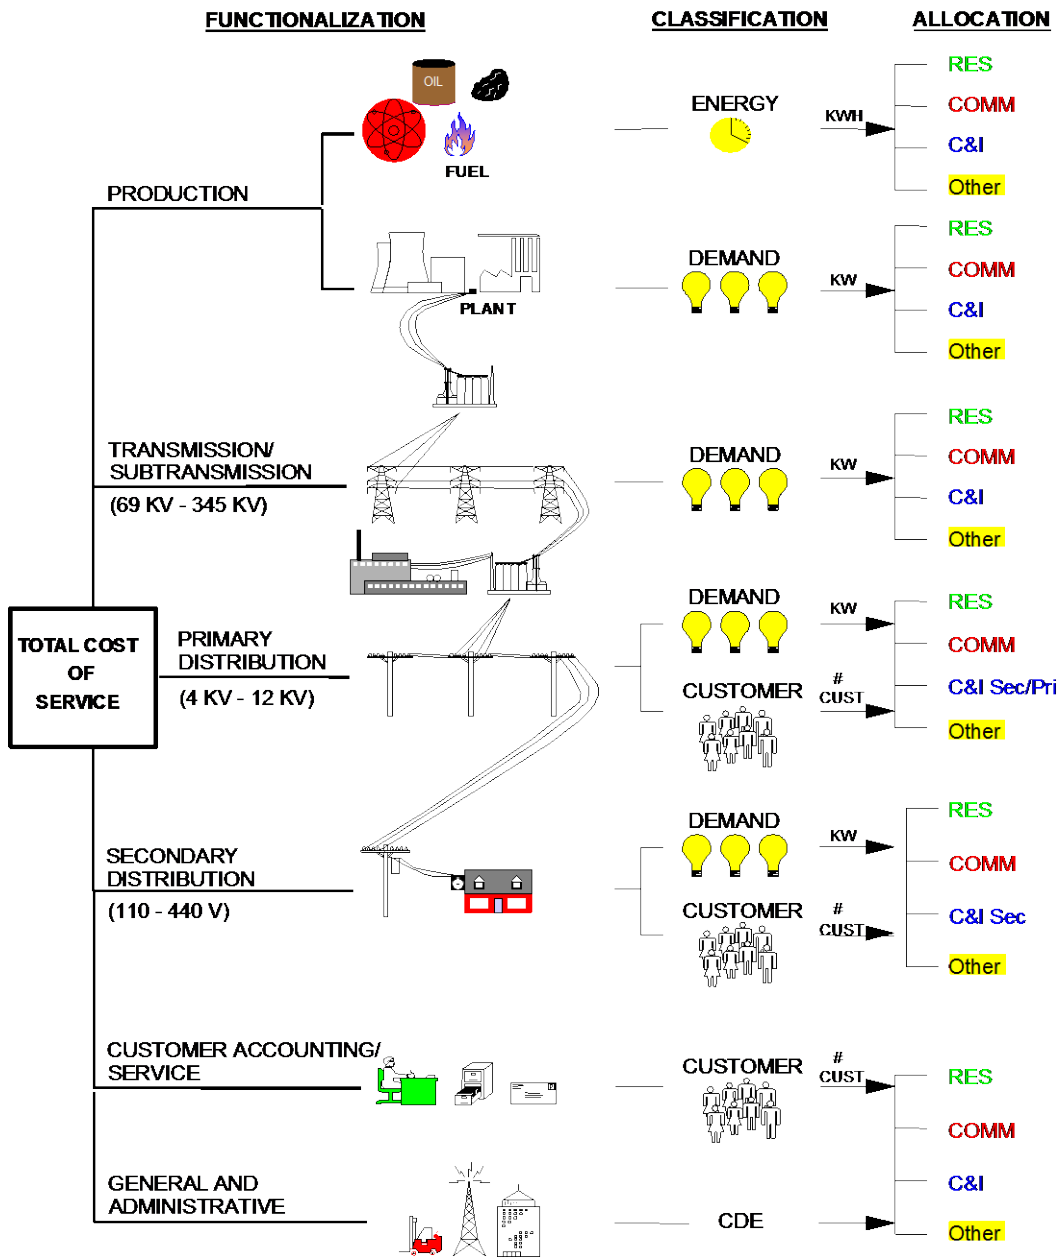 FUNCTIONALIZATION
CLASSIFICATION
ALLOCATION
OIL
FUEL
PRODUCTION
ENERGY
KWH
RES
COMM
C&I
Other
PLANT
DEMAND
KW
RES
COMM
C&I
Other
TRANSMISSION/
SUBTRANSMISSION
(69 KV - 345 KV)
DEMAND
KW
RES
COMM
C&I
Other
TOTAL COST
OF
SERVICE
PRIMARY
DISTRIBUTION
(4 KV - 12 KV)
DEMAND
KW
CUSTOMER
#
CUST
RES
COMM
C&I Sec/Pri
Other
SECONDARY
DISTRIBUTION
(110 - 440 V)
DEMAND
KW
CUSTOMER
#
CUST
RES
COMM
C&I Sec
Other
CUSTOMER ACCOUNTING/
SERVICE
CUSTOMER
#
CUST
RES
COMM
C&I
Other
GENERAL AND
ADMINISTRATIVE
CDE